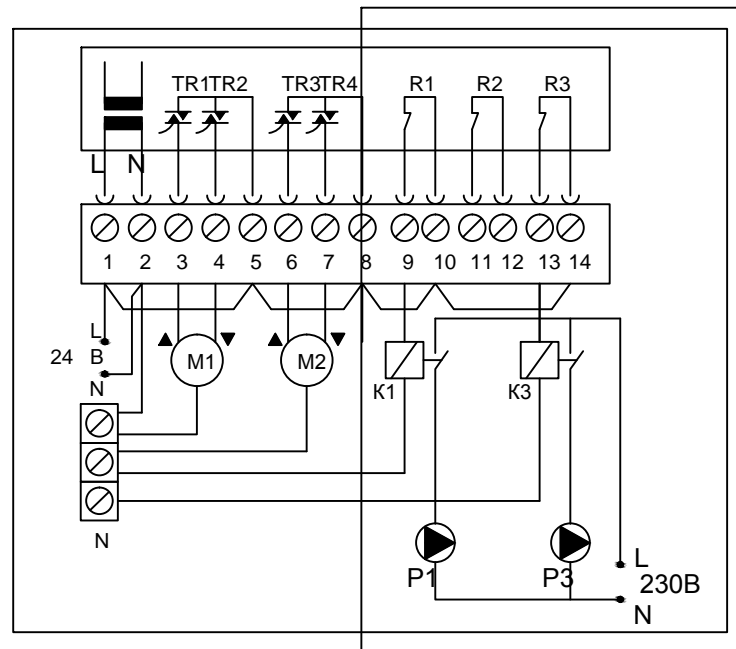 TR1TR2 TR3TR4 R1 R2 R3
L N
1 2 3 4 5 6 7 8 9 10 11 12 13 14
L
24 В M1 M2
N К1 К3
N
P1 P3 L
230В
N